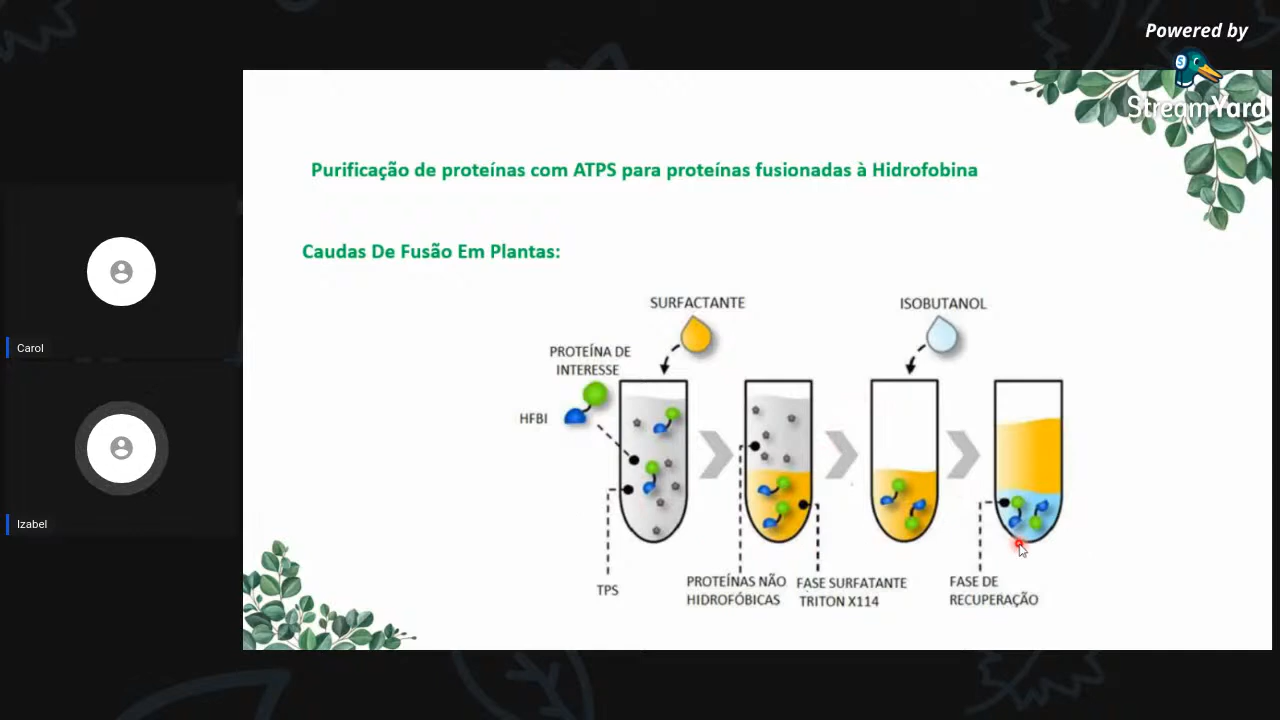 Powered by
StreamYard
Purificação de proteínas com ATPS para proteínas fusionadas à Hidrofobina
Caudas De Fusão Em Plantas:
SURFACTANTE
ISOBUTANOL
PROTEÍNA DE
INTERESSE
HFBI
TPS
PROTEÍNAS NÃO
HIDROFÓBICAS
FASE SURFATANTE
TRITON X114
FASE DE
RECUPERAÇÃO
Carol
Izabel